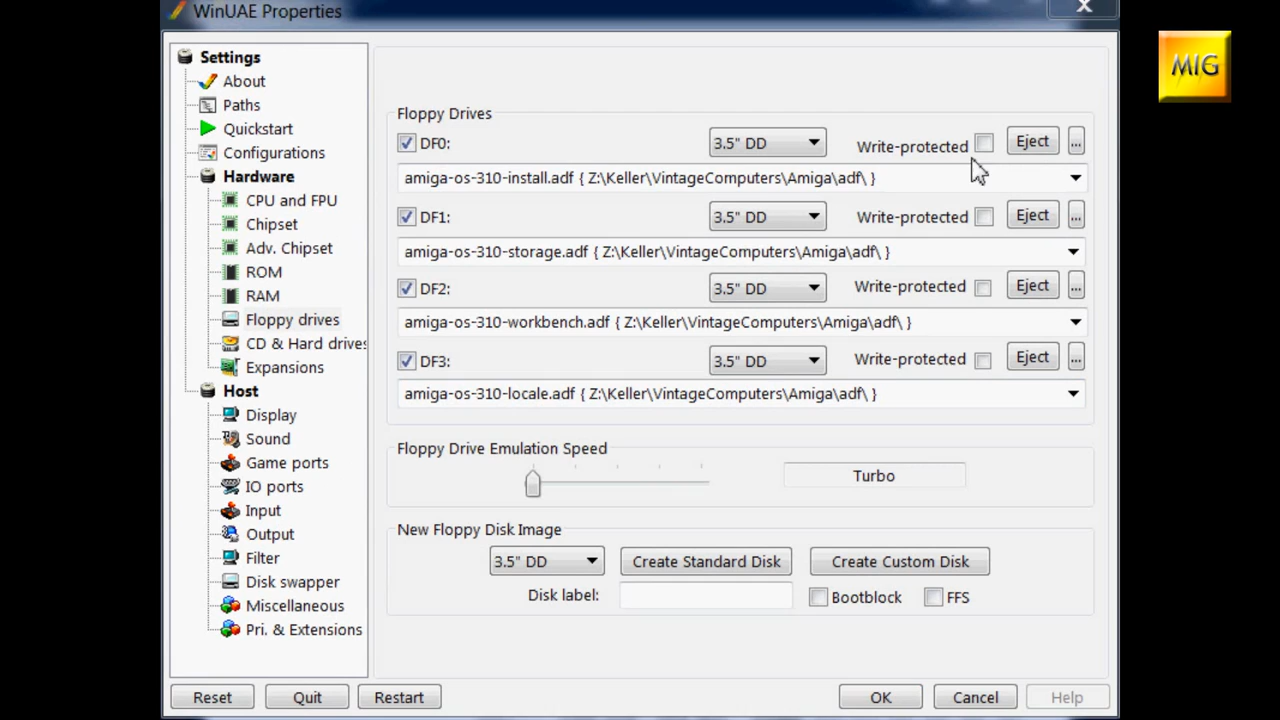 WinUAE Properties
MIG
Settings
About
Paths
Quickstart
Configurations
Hardware
CPU and FPU
Chipset
Adv. Chipset
ROM
RAM
Floppy drives
CD & Hard drives
Expansions
Host
Display
Sound
Game ports
IO ports
Input
Output
Filter
Disk swapper
Miscellaneous
Pri. & Extensions
Floppy Drives
DF0: 3.5" DD Write-protected Eject ...
amiga-os-310-install.adf { Z:\Keller\VintageComputers\Amiga\adf\ }
DF1: 3.5" DD Write-protected Eject ...
amiga-os-310-storage.adf { Z:\Keller\VintageComputers\Amiga\adf\ }
DF2: 3.5" DD Write-protected Eject ...
amiga-os-310-workbench.adf { Z:\Keller\VintageComputers\Amiga\adf\ }
DF3: 3.5" DD Write-protected Eject ...
amiga-os-310-locale.adf { Z:\Keller\VintageComputers\Amiga\adf\ }
Floppy Drive Emulation Speed
Turbo
New Floppy Disk Image
3.5" DD Create Standard Disk Create Custom Disk
Disk label: Bootblock FFS
Reset Quit Restart OK Cancel Help